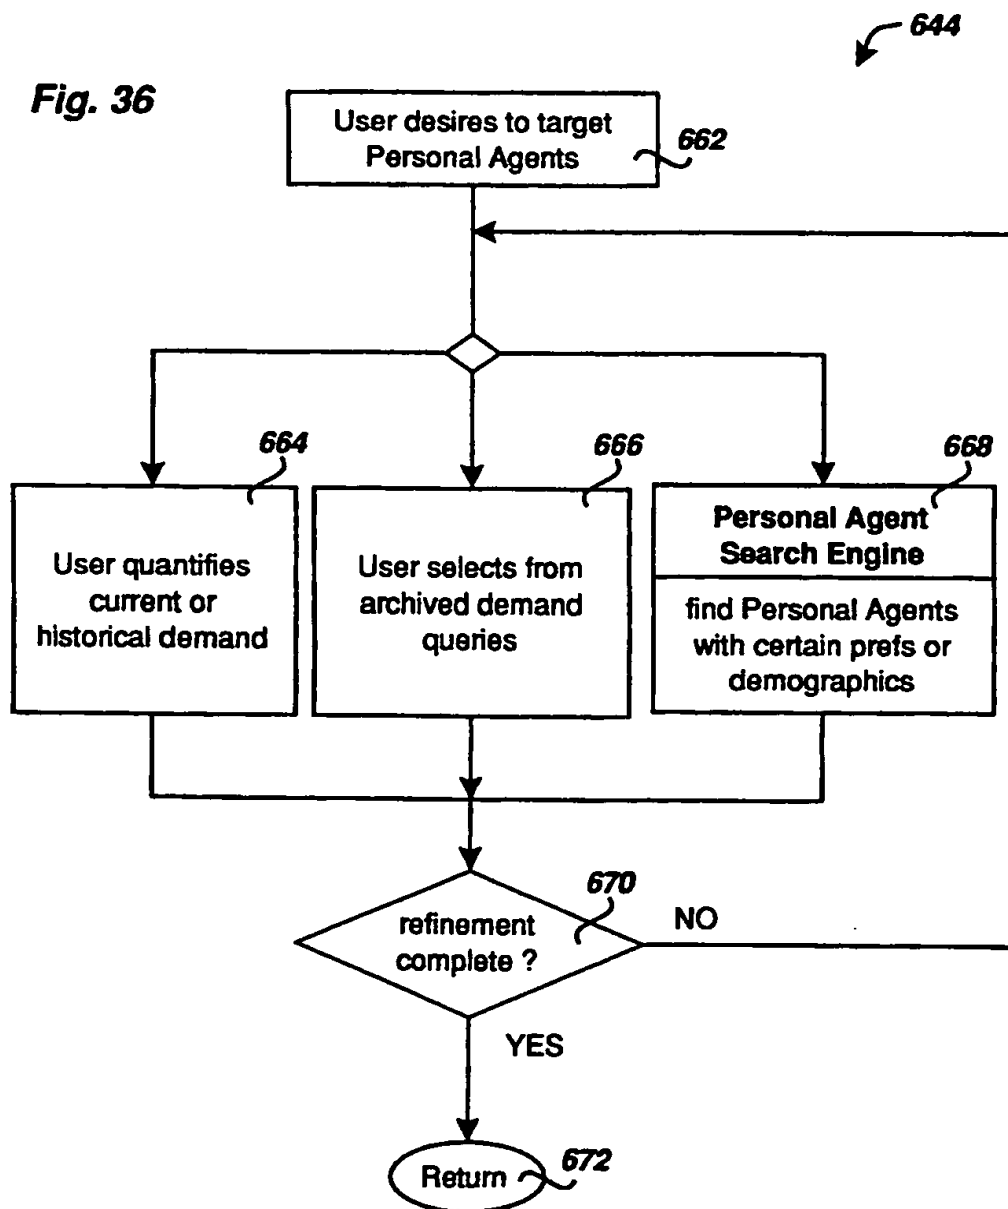 644
Fig. 36
User desires to target
Personal Agents
662
664
666
668
User quantifies
current or
historical demand
User selects from
archived demand
queries
Personal Agent
Search Engine
find Personal Agents
with certain prefs or
demographics
670
refinement
complete ?
NO
YES
Return
672